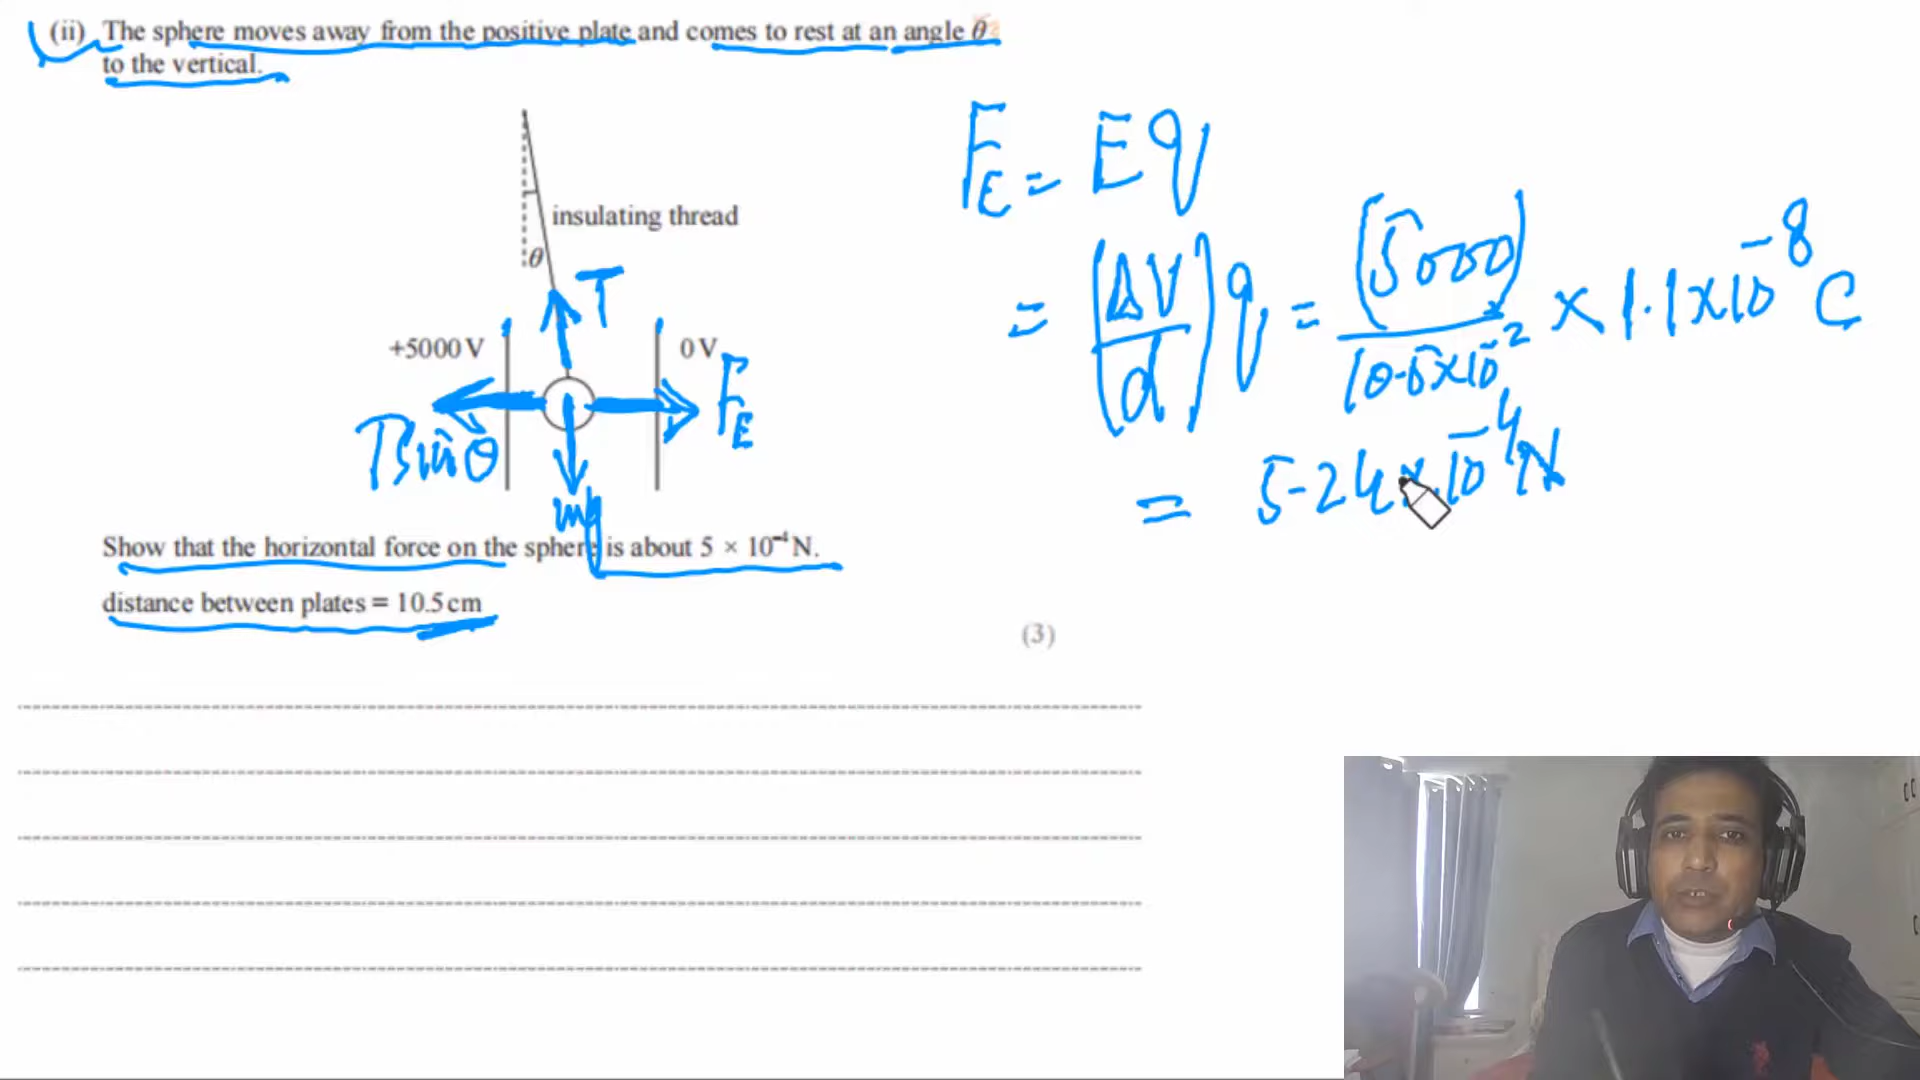 (ii) The sphere moves away from the positive plate and comes to rest at an angle θ
to the vertical.
insulating thread
θ
T
+5000 V
0 V
F_E
T sin θ
mg
Show that the horizontal force on the sphere is about 5 × 10⁻⁴ N.
distance between plates = 10.5 cm
(3)
F_E = Eq
= (ΔV/d) q = (5000)/10.5×10⁻² × 1.1×10⁻⁸ C
= 5.24×10⁻⁴ N